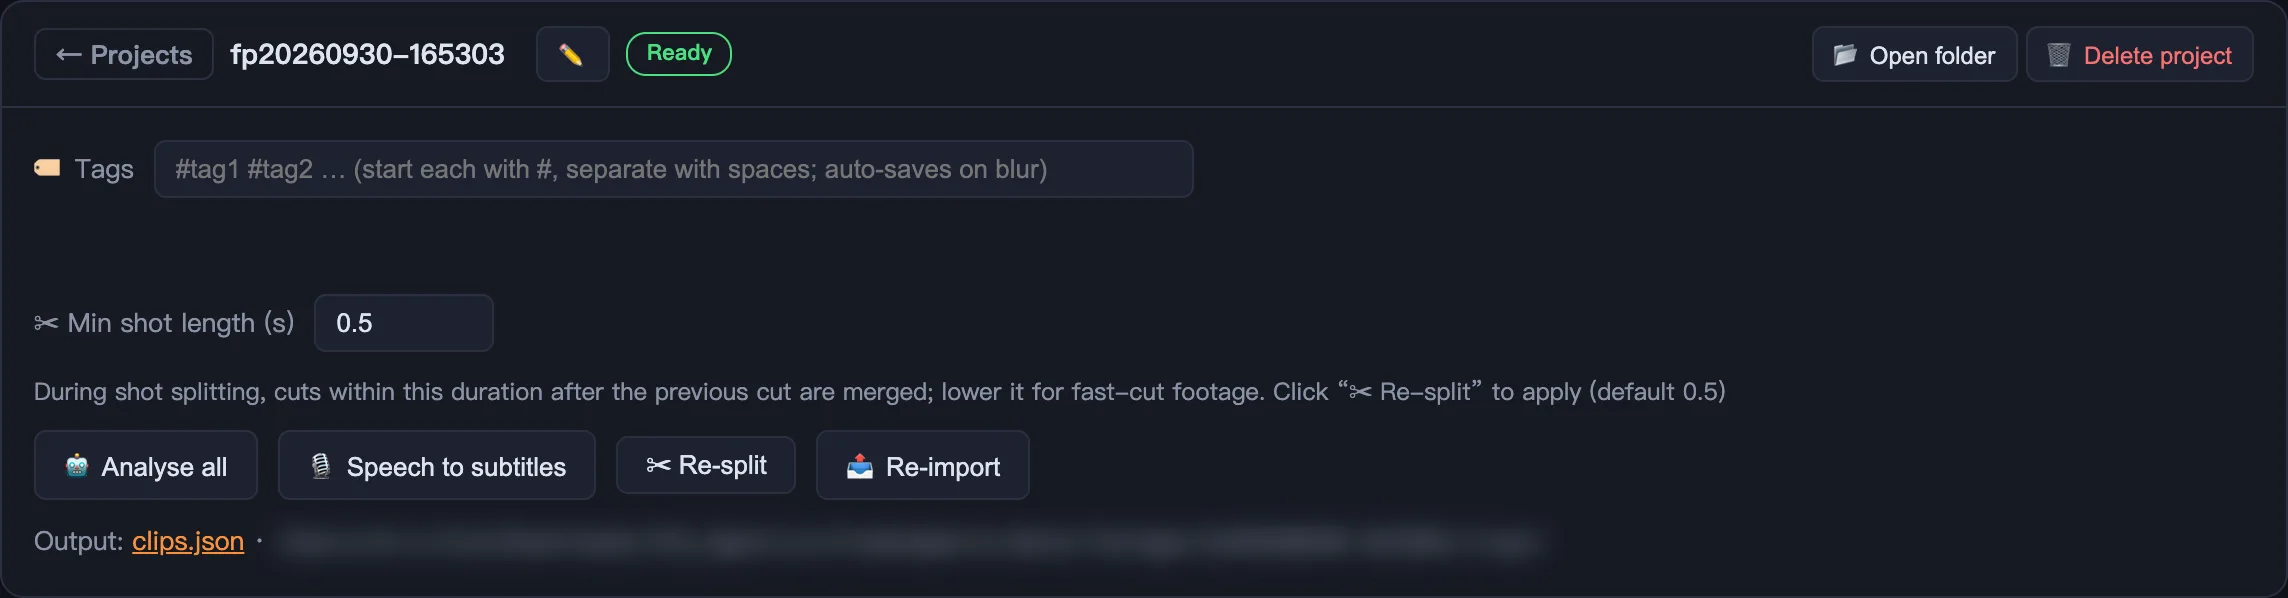 ← Projects fp20260930-165303 Ready Open folder Delete project
Tags #tag1 #tag2 … (start each with #, separate with spaces; auto-saves on blur)
✂ Min shot length (s) 0.5
During shot splitting, cuts within this duration after the previous cut are merged; lower it for fast-cut footage. Click “✂ Re-split” to apply (default 0.5)
Analyse all Speech to subtitles ✂ Re-split Re-import
Output: clips.json ·